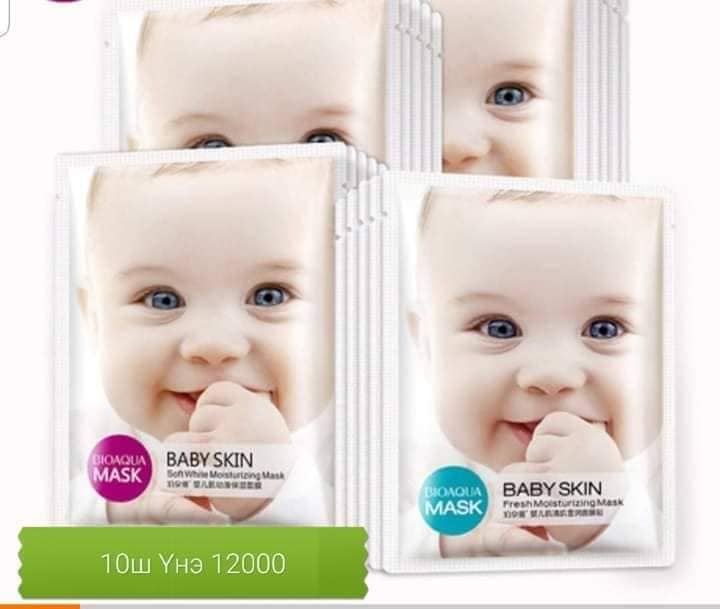 BIOAQUA
MASK
BABY SKIN
Soft White Moisturizing Mask
BIOAQUA
MASK
BABY SKIN
Fresh Moisturizing Mask
10ш Үнэ 12000